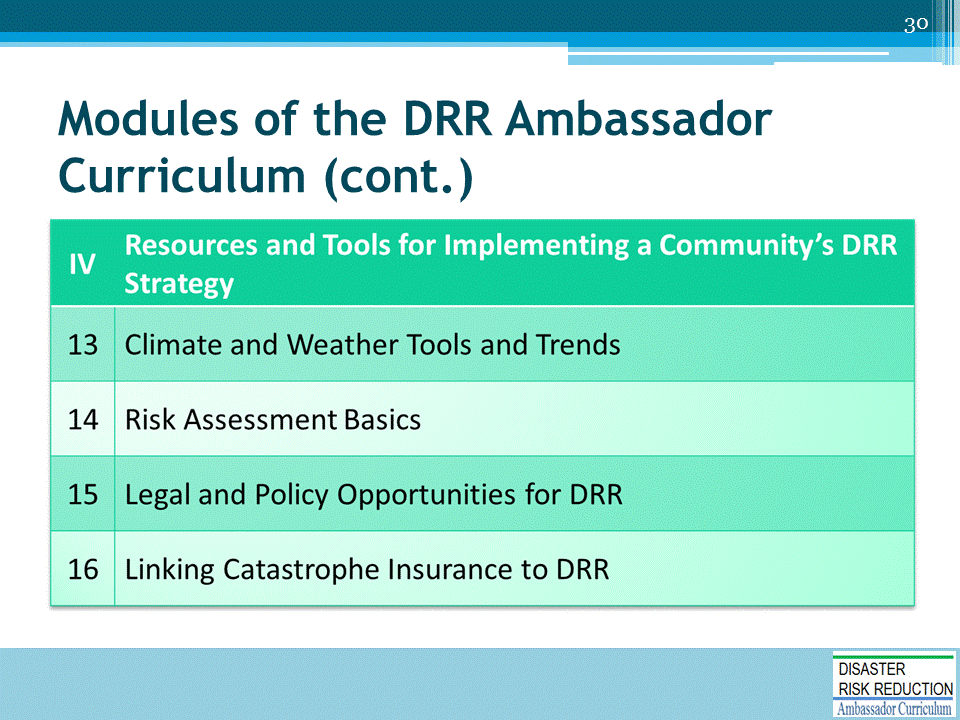 30
Modules of the DRR Ambassador
Curriculum (cont.)
IV Resources and Tools for Implementing a Community’s DRR
Strategy
13 Climate and Weather Tools and Trends
14 Risk Assessment Basics
15 Legal and Policy Opportunities for DRR
16 Linking Catastrophe Insurance to DRR
DISASTER
RISK REDUCTION
Ambassador Curriculum